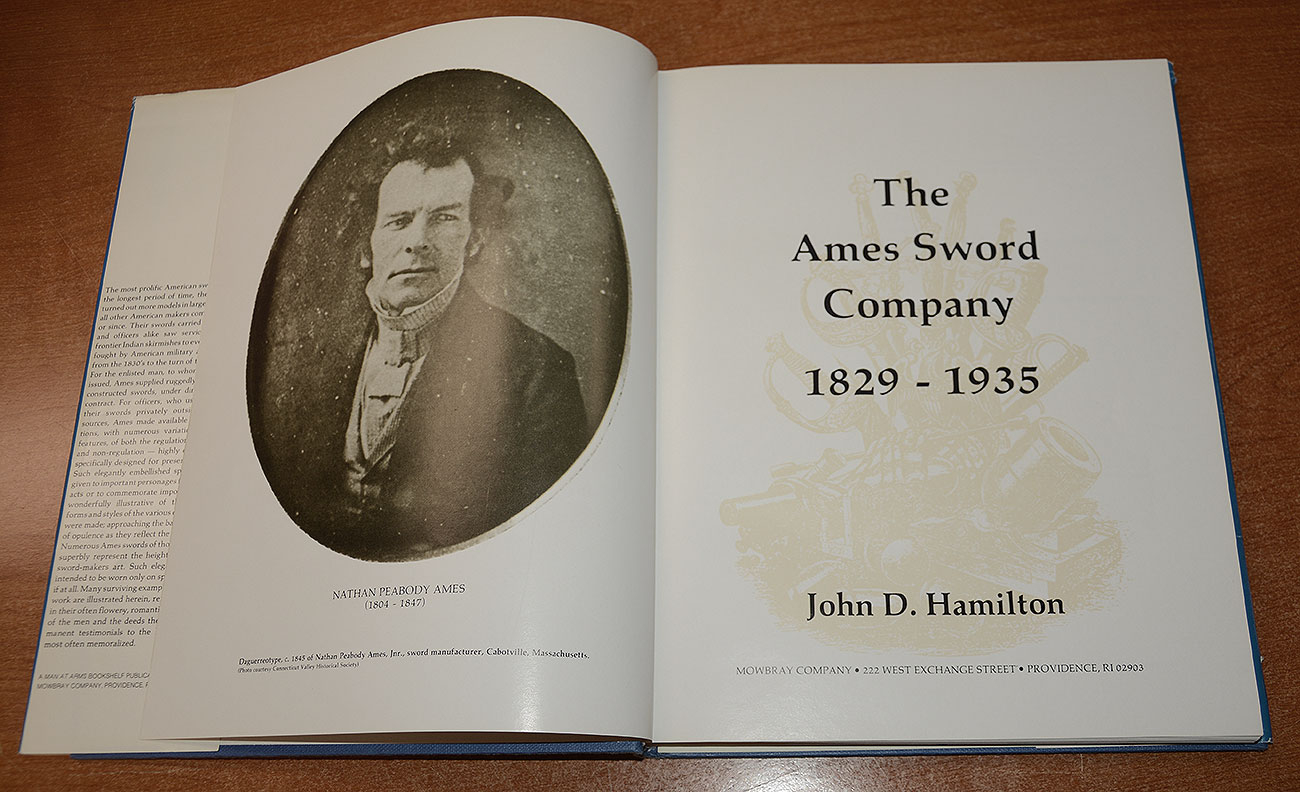 The most prolific American sw
the longest period of time, the
turned out more models in large
all other American makers com
or since. Their swords carried
and officers alike saw servic
frontier Indian skirmishes to eve
fought by American military
from the 1830's to the turn of t
For the enlisted man, to whom
issued, Ames supplied ruggedly
constructed swords, under dir
contract. For officers, who us
their swords privately outsi
sources, Ames made available
tions, with numerous variati
features, of both the regulation
and non-regulation — highly
specifically designed for presen
Such elegantly embellished sp
given to important personages
acts or to commemorate impo
wonderfully illustrative of t
forms and styles of the various
were made; approaching the ba
of opulence as they reflect the
Numerous Ames swords of tho
superbly represent the height
sword-makers art. Such eleg
intended to be worn only on sp
if at all. Many surviving examp
work are illustrated herein, re
in their often flowery, romanti
of the men and the deeds the
manent testimonials to the
most often memoralized.
A MAN AT ARMS BOOKSHELF PUBLICA
MOWBRAY COMPANY, PROVIDENCE, R
NATHAN PEABODY AMES
(1804 - 1847)
Daguerreotype, c. 1845 of Nathan Peabody Ames, Jnr., sword manufacturer, Cabotville, Massachusetts.
(Photo courtesy Connecticut Valley Historical Society)
The
Ames Sword
Company
1829 - 1935
John D. Hamilton
MOWBRAY COMPANY • 222 WEST EXCHANGE STREET • PROVIDENCE, RI 02903